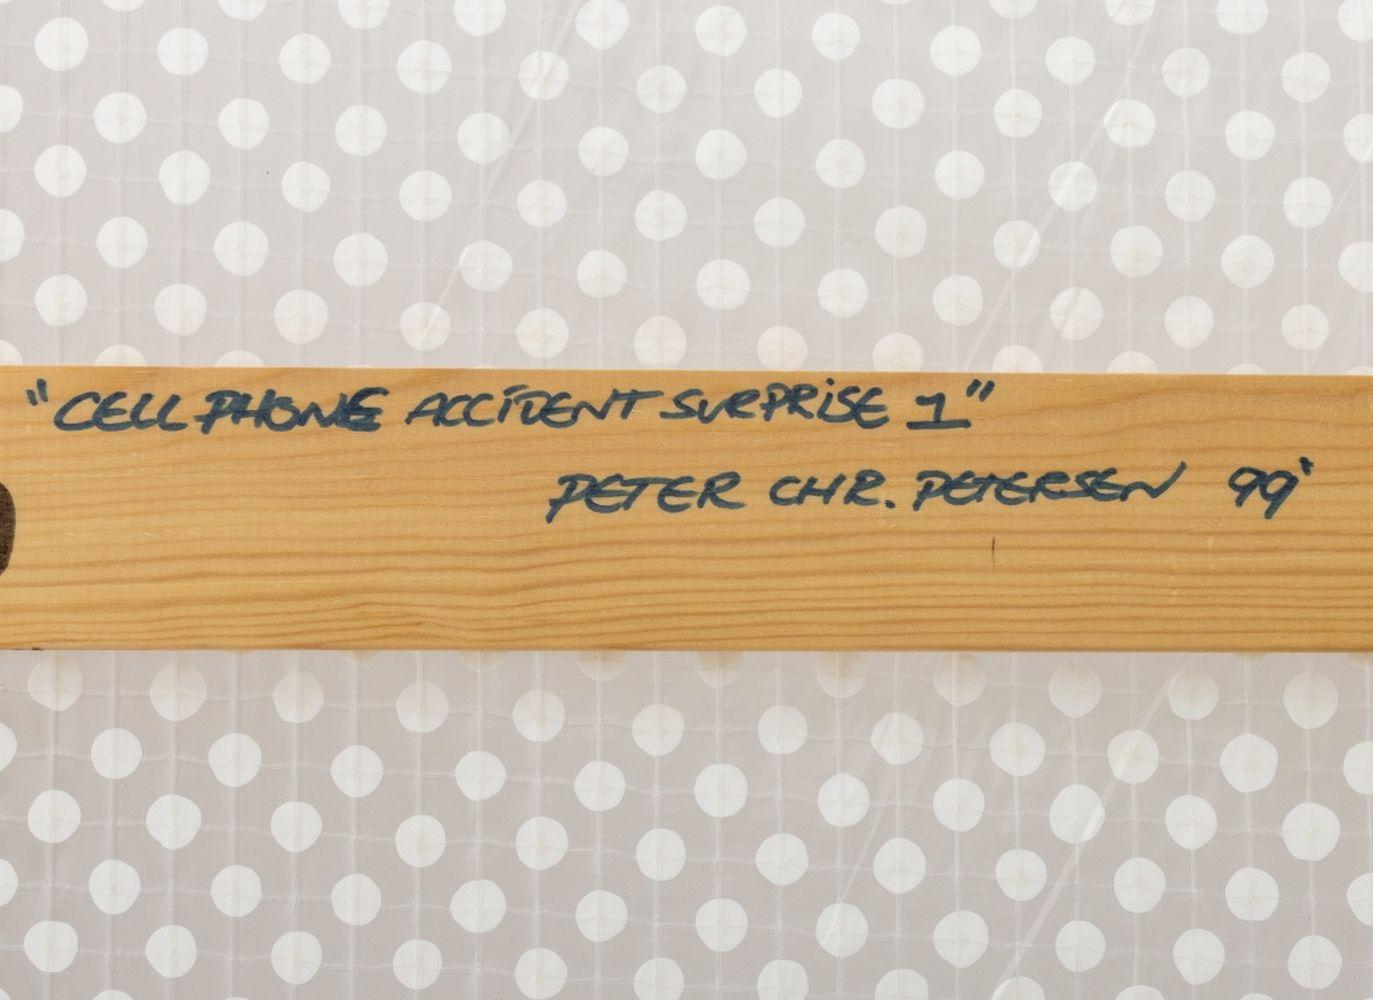 "CELL PHONE ACCIDENT SURPRISE 1"
PETER CHR. PETERSEN 99'